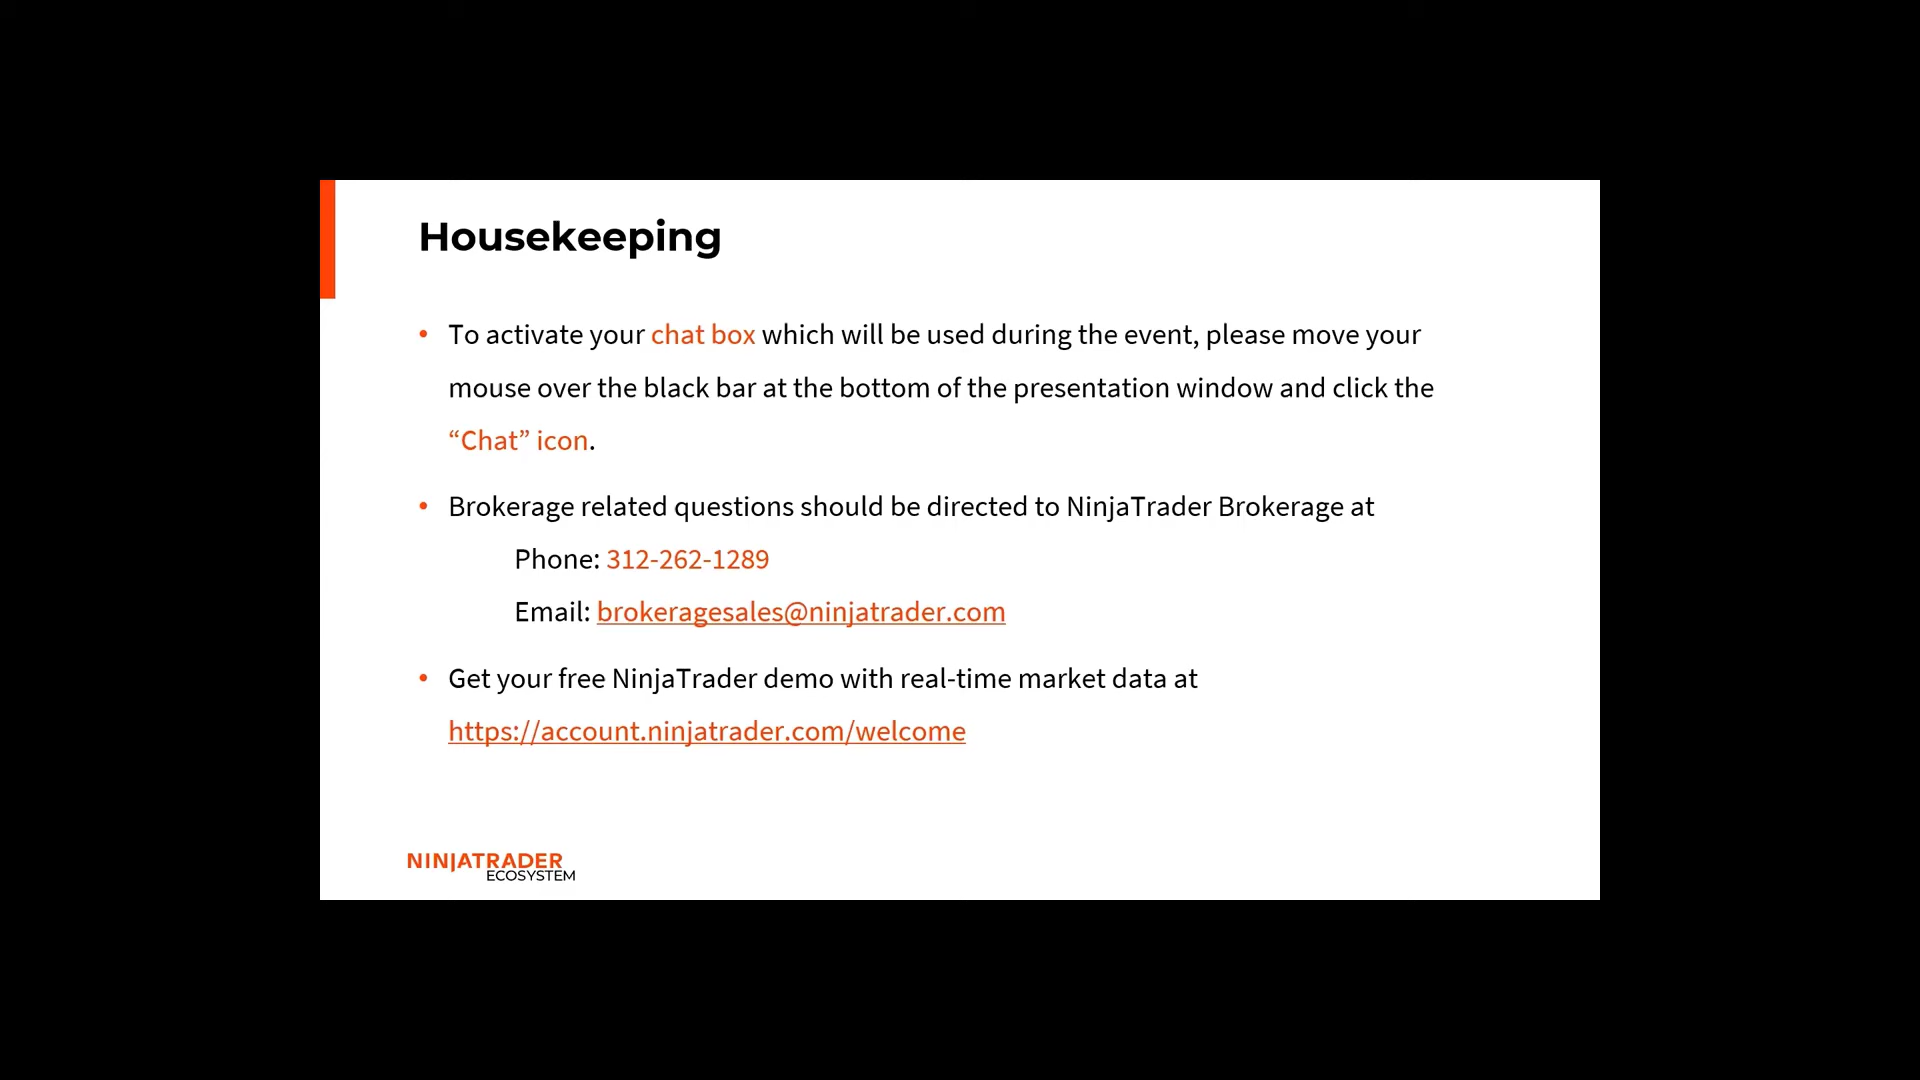 Housekeeping
• To activate your chat box which will be used during the event, please move your
mouse over the black bar at the bottom of the presentation window and click the
“Chat” icon.
• Brokerage related questions should be directed to NinjaTrader Brokerage at
Phone: 312-262-1289
Email: brokeragesales@ninjatrader.com
• Get your free NinjaTrader demo with real-time market data at
https://account.ninjatrader.com/welcome
NINJATRADER
ECOSYSTEM